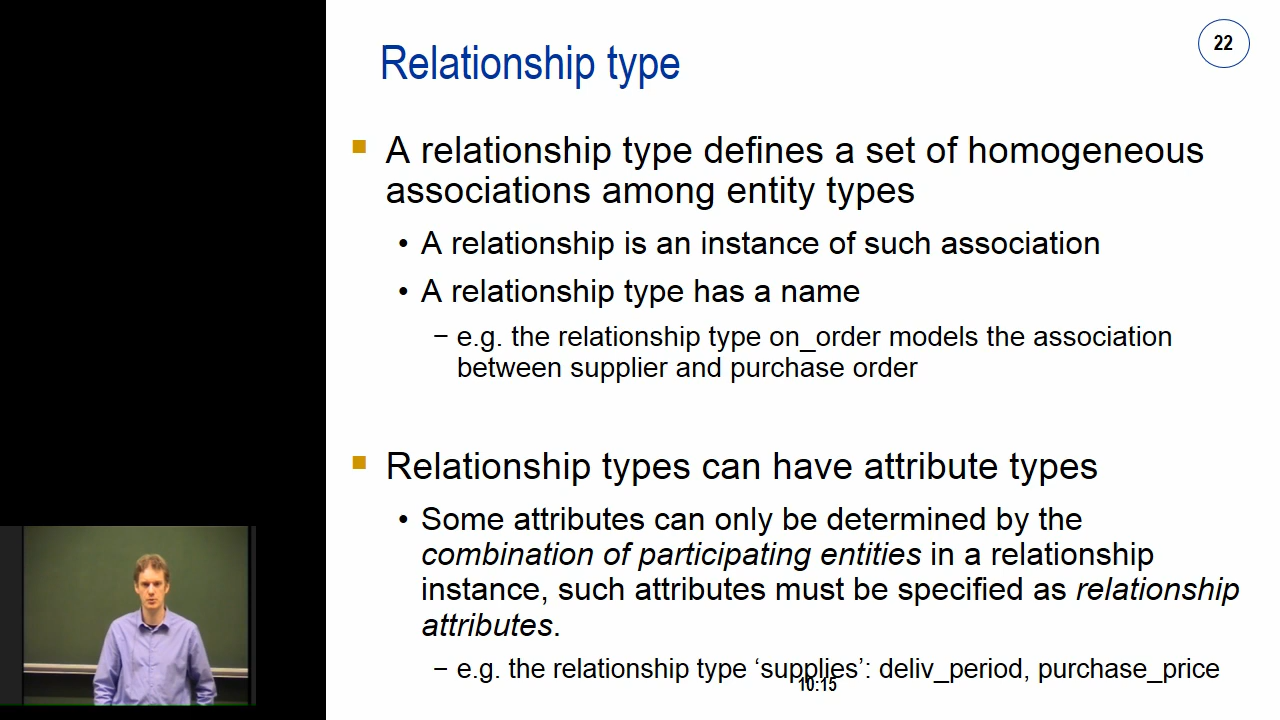 22
Relationship type
▪ A relationship type defines a set of homogeneous
associations among entity types
• A relationship is an instance of such association
• A relationship type has a name
– e.g. the relationship type on_order models the association
between supplier and purchase order
▪ Relationship types can have attribute types
• Some attributes can only be determined by the
combination of participating entities in a relationship
instance, such attributes must be specified as relationship
attributes.
– e.g. the relationship type ‘supplies’: deliv_period, purchase_price
10:15